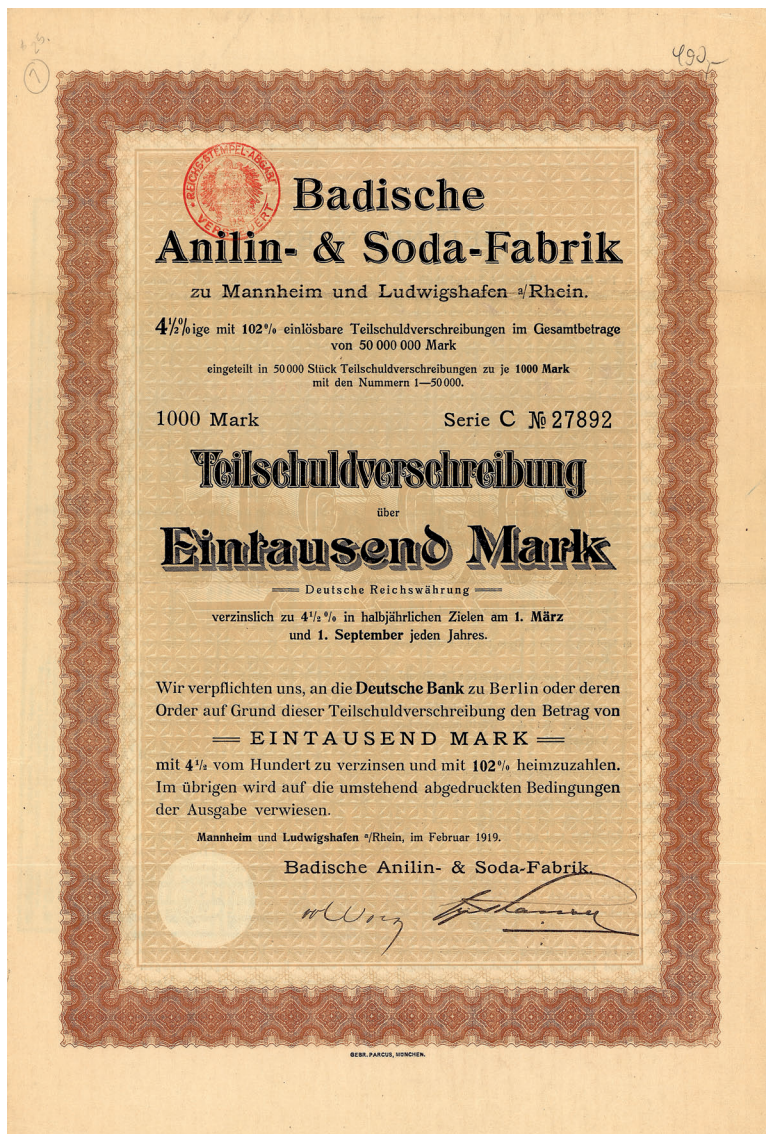 490,-
1
REICHS-STEMPEL-ABGABE
VERSTEUERT
Badische
Anilin- & Soda-Fabrik
zu Mannheim und Ludwigshafen a/Rhein.
4½%ige mit 102% einlösbare Teilschuldverschreibungen im Gesamtbetrage
von 50 000 000 Mark
eingeteilt in 50 000 Stück Teilschuldverschreibungen zu je 1000 Mark
mit den Nummern 1—50 000.
1000 Mark Serie C № 27892
Teilschuldverschreibung
über
Eintausend Mark
Deutsche Reichswährung
verzinslich zu 4½% in halbjährlichen Zielen am 1. März
und 1. September jeden Jahres.
Wir verpflichten uns, an die Deutsche Bank zu Berlin oder deren
Order auf Grund dieser Teilschuldverschreibung den Betrag von
EINTAUSEND MARK
mit 4½ vom Hundert zu verzinsen und mit 102% heimzuzahlen.
Im übrigen wird auf die umstehend abgedruckten Bedingungen
der Ausgabe verwiesen.
Mannheim und Ludwigshafen a/Rhein, im Februar 1919.
Badische Anilin- & Soda-Fabrik.
GEBR. PARCUS, MÜNCHEN.